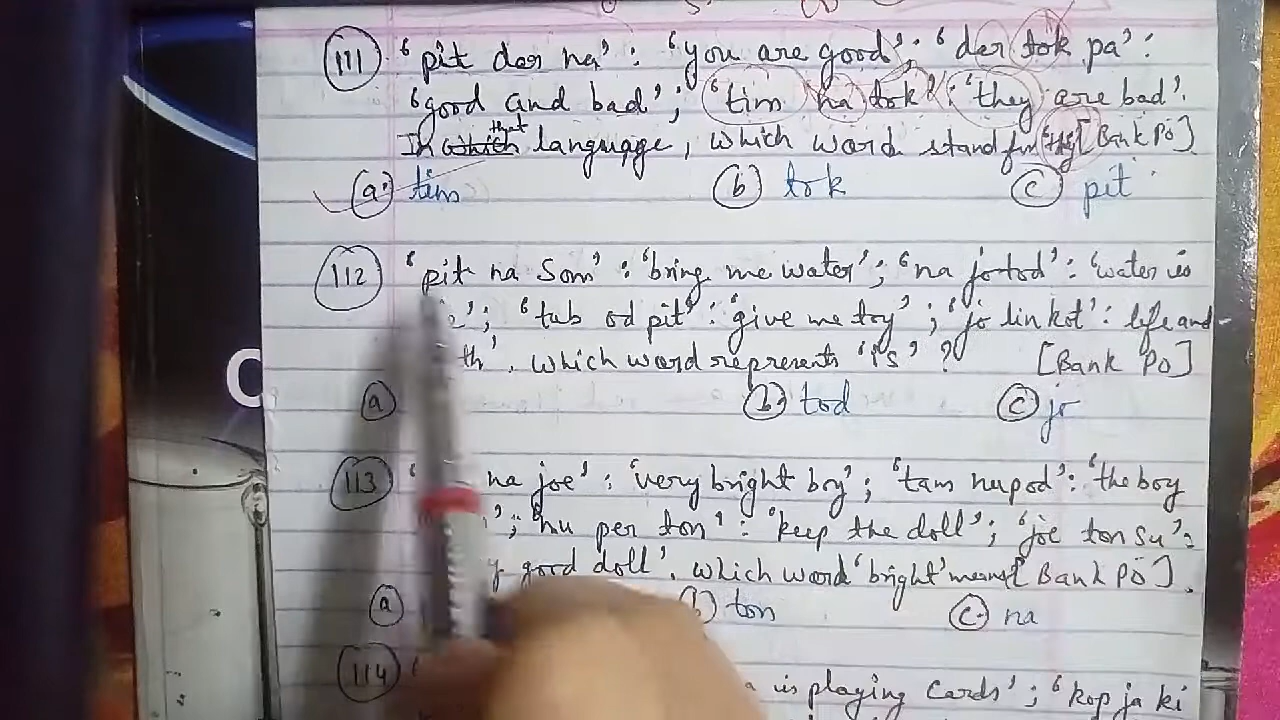 111 'pit der na' : 'you are good' ; 'der tok pa' :
'good and bad' ; 'tim na tok' : 'they are bad'.
In which that language, which word stand for [Bank PO]
(a) tim (b) tok (c) pit
112 'pit na som' : 'bring me water' ; 'na jo tod' : 'water is
' ; 'tub od pit' : 'give me toy' ; 'jo lin kot' : life and
th'. which word represents 'is' ? [Bank PO]
(a) (b) tod (c) jo
113 ' na joe' : 'very bright boy' ; 'tam nupod' : 'the boy
' ; 'nu per ton' : 'keep the doll' ; 'joe ton su' :
y good doll'. which word 'bright' [Bank PO].
(a) (b) ton (c) na
114 ' a is playing cards' ; 'kop ja ki